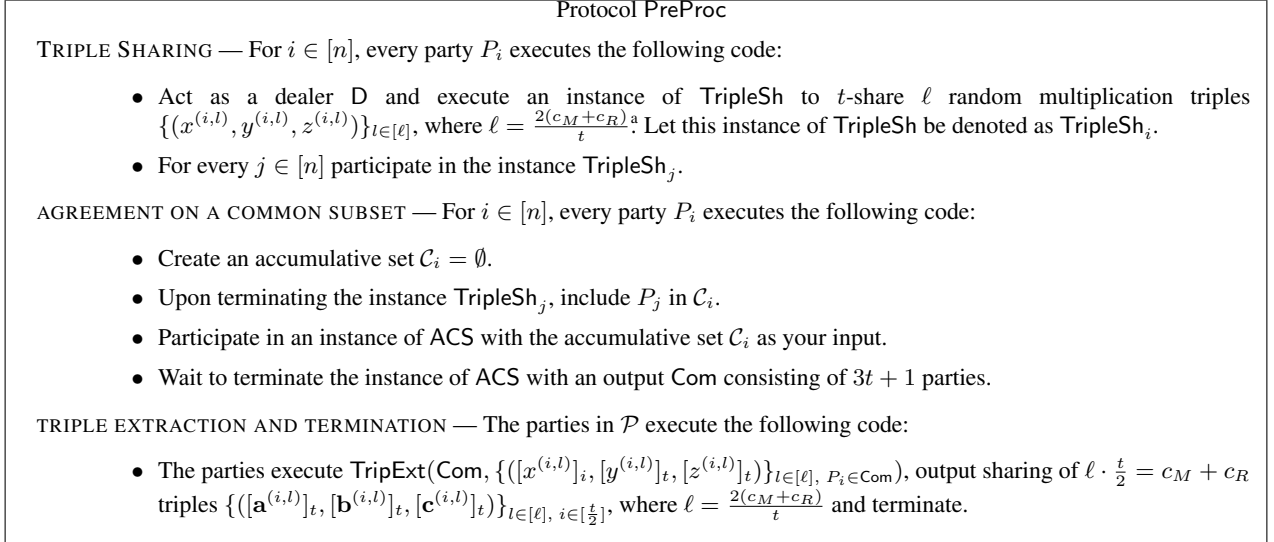 Protocol PreProc
TRIPLE SHARING — For i ∈ [n], every party P_i executes the following code:
• Act as a dealer D and execute an instance of TripleSh to t-share ℓ random multiplication triples
{(x^{(i,l)}, y^{(i,l)}, z^{(i,l)})}_{l∈[ℓ]}, where ℓ = \frac{2(c_M+c_R)}{t}^a. Let this instance of TripleSh be denoted as TripleSh_i.
• For every j ∈ [n] participate in the instance TripleSh_j.
AGREEMENT ON A COMMON SUBSET — For i ∈ [n], every party P_i executes the following code:
• Create an accumulative set C_i = ∅.
• Upon terminating the instance TripleSh_j, include P_j in C_i.
• Participate in an instance of ACS with the accumulative set C_i as your input.
• Wait to terminate the instance of ACS with an output Com consisting of 3t + 1 parties.
TRIPLE EXTRACTION AND TERMINATION — The parties in P execute the following code:
• The parties execute TripExt(Com, {([x^{(i,l)}]_i, [y^{(i,l)}]_t, [z^{(i,l)}]_t)}_{l∈[ℓ], P_i∈Com}), output sharing of ℓ · \frac{t}{2} = c_M + c_R
triples {([a^{(i,l)}]_t, [b^{(i,l)}]_t, [c^{(i,l)}]_t)}_{l∈[ℓ], i∈[\frac{t}{2}]}, where ℓ = \frac{2(c_M+c_R)}{t} and terminate.